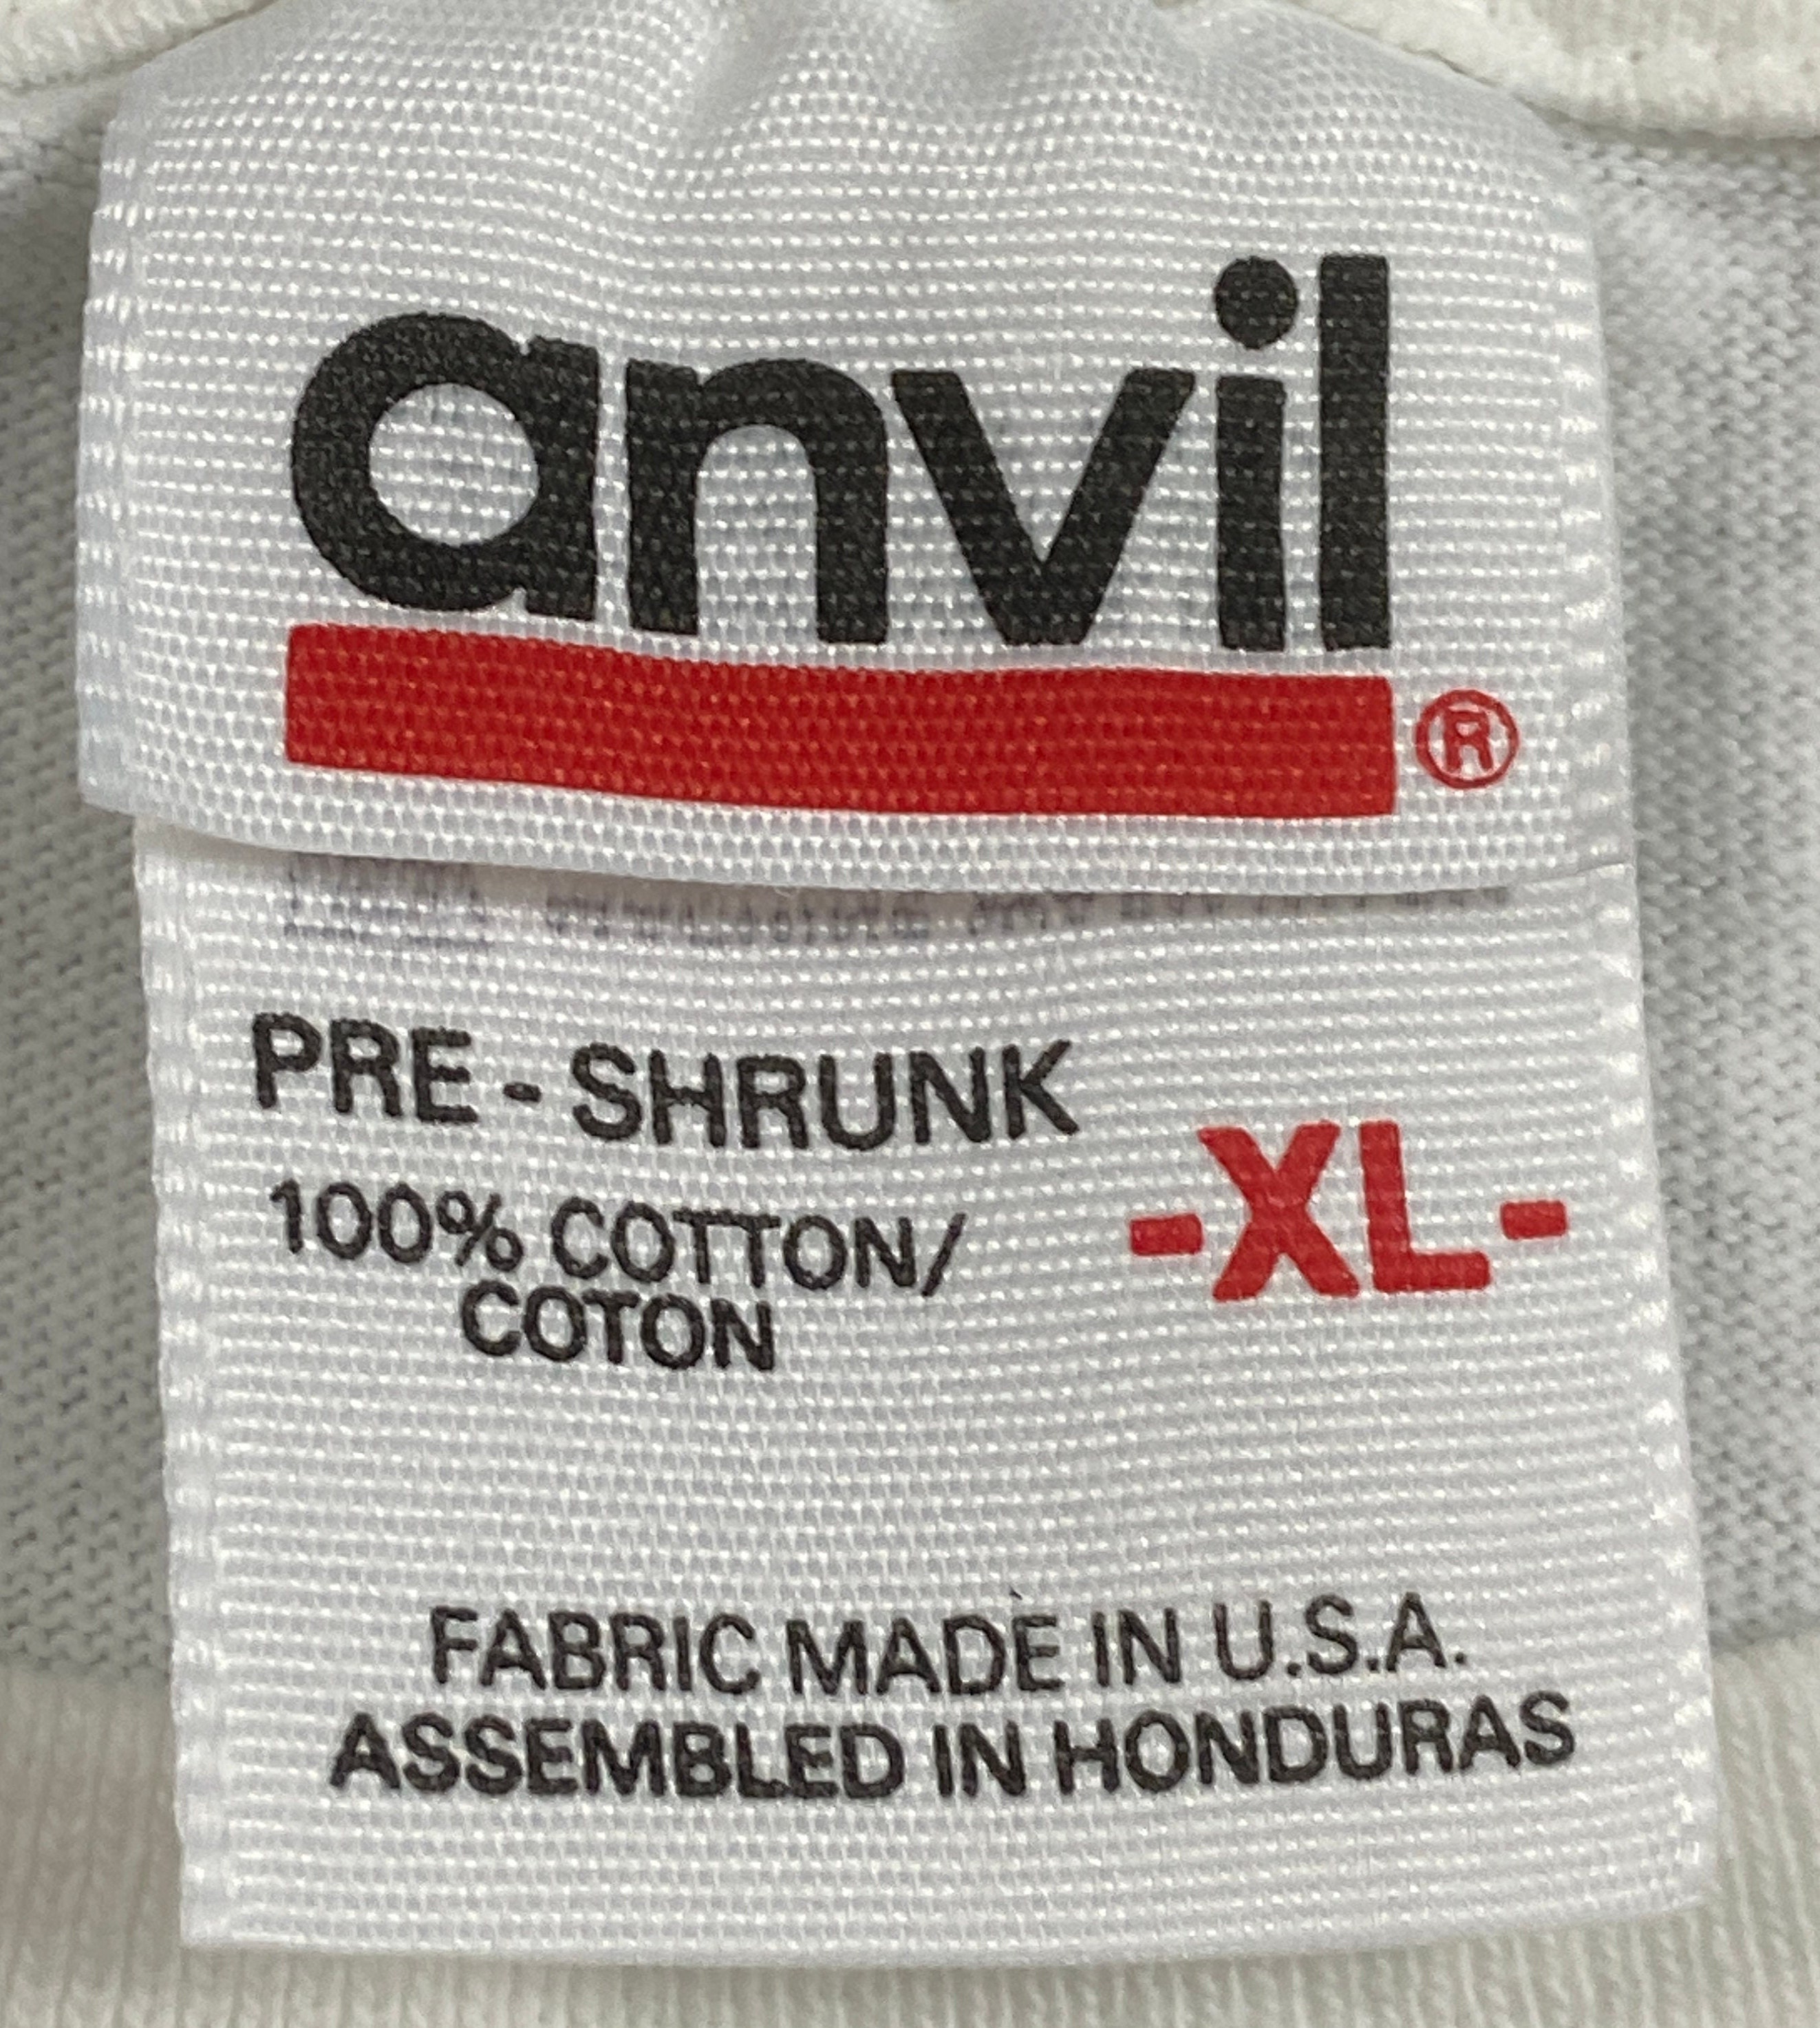 anvil
®
PRE - SHRUNK
100% COTTON/
COTON
-XL-
FABRIC MADE IN U.S.A.
ASSEMBLED IN HONDURAS